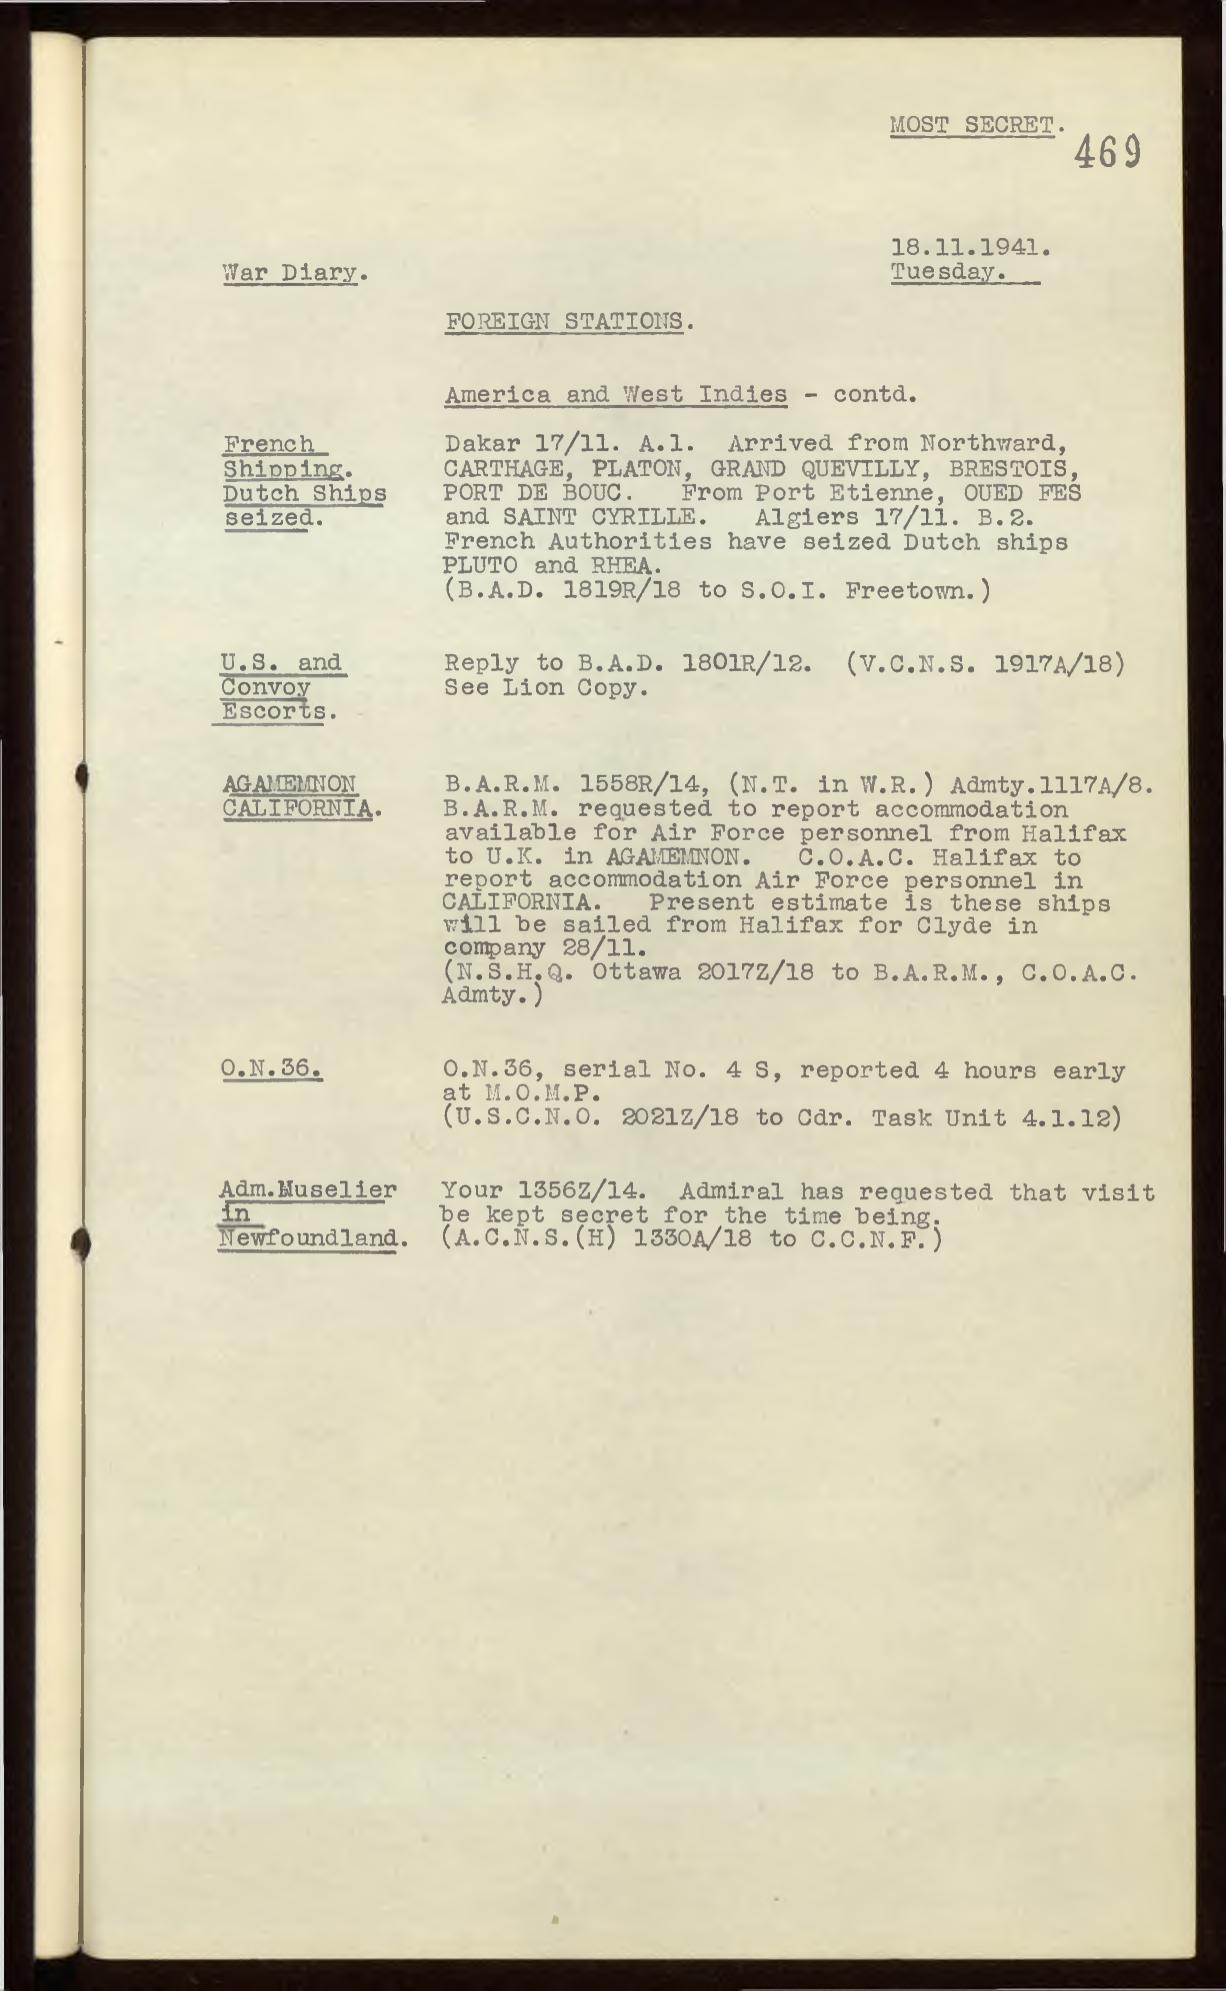 MOST SECRET.
469
18.11.1941.
War Diary.
Tuesday.
FOREIGN STATIONS.
America and West Indies - contd.
French
Shipping.
Dutch Ships
seized.
Dakar 17/11. A.1. Arrived from Northward,
CARTHAGE, PLATON, GRAND QUEVILLY, BRESTOIS,
PORT DE BOUC. From Port Etienne, OUED FES
and SAINT CYRILLE. Algiers 17/11. B.2.
French Authorities have seized Dutch ships
PLUTO and RHEA.
(B.A.D. 1819R/18 to S.O.I. Freetown.)
U.S. and
Convoy
Escorts.
Reply to B.A.D. 1801R/12. (V.C.N.S. 1917A/18)
See Lion Copy.
AGAMEMNON
CALIFORNIA.
B.A.R.M. 1558R/14, (N.T. in W.R.) Admty.1117A/8.
B.A.R.M. requested to report accommodation
available for Air Force personnel from Halifax
to U.K. in AGAMEMNON. C.O.A.C. Halifax to
report accommodation Air Force personnel in
CALIFORNIA. Present estimate is these ships
will be sailed from Halifax for Clyde in
company 28/11.
(N.S.H.Q. Ottawa 2017Z/18 to B.A.R.M., C.O.A.C.
Admty.)
O.N.36.
O.N.36, serial No. 4 S, reported 4 hours early
at M.O.M.P.
(U.S.C.N.O. 2021Z/18 to Cdr. Task Unit 4.1.12)
Adm.Muselier
in
Newfoundland.
Your 1356Z/14. Admiral has requested that visit
be kept secret for the time being.
(A.C.N.S.(H) 1330A/18 to C.C.N.F.)